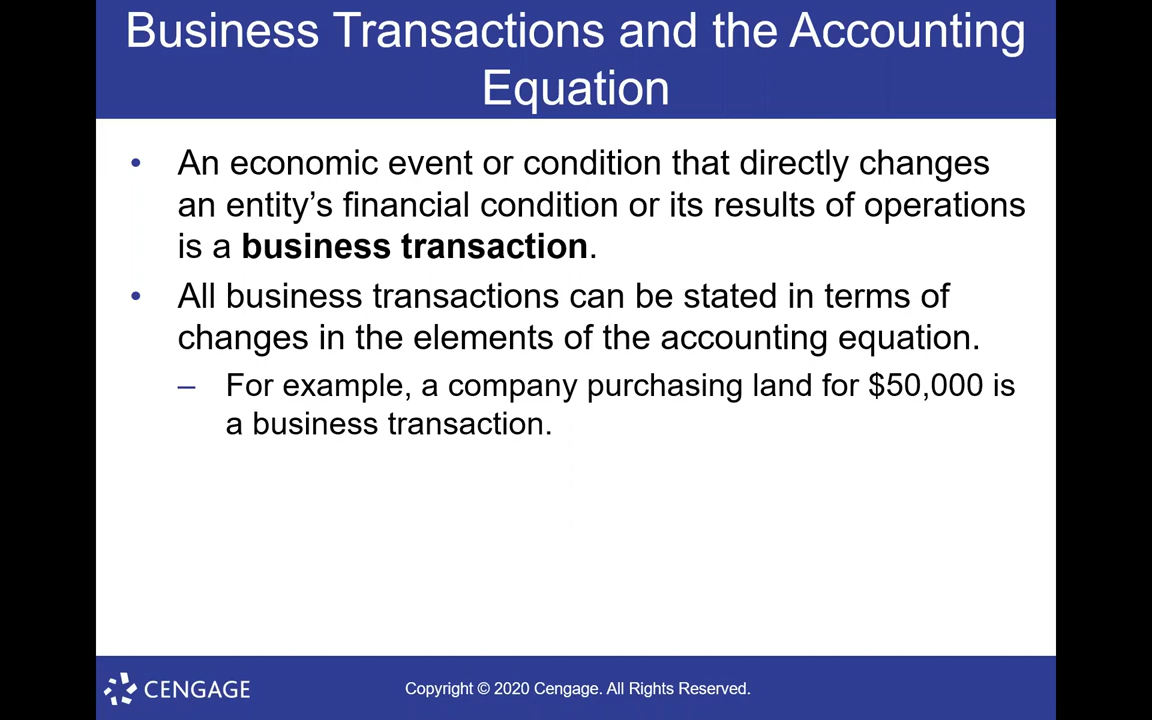 Business Transactions and the Accounting
Equation
• An economic event or condition that directly changes
an entity’s financial condition or its results of operations
is a business transaction.
• All business transactions can be stated in terms of
changes in the elements of the accounting equation.
– For example, a company purchasing land for $50,000 is
a business transaction.
CENGAGE
Copyright © 2020 Cengage. All Rights Reserved.